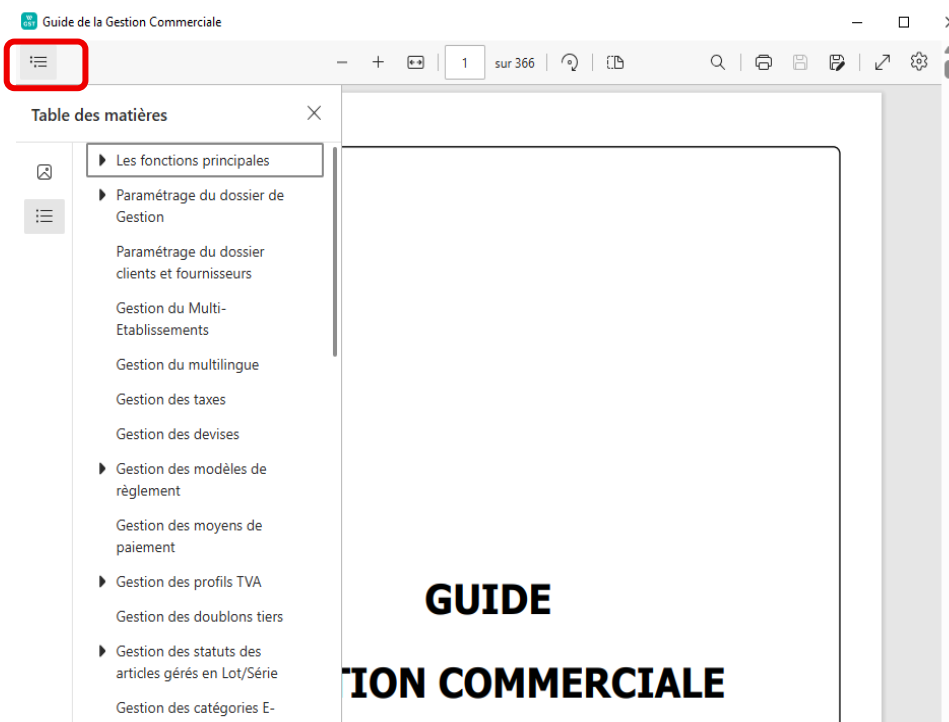 GST Guide de la Gestion Commerciale
1 sur 366
Table des matières
Les fonctions principales
Paramétrage du dossier de
Gestion
Paramétrage du dossier
clients et fournisseurs
Gestion du Multi-
Etablissements
Gestion du multilingue
Gestion des taxes
Gestion des devises
Gestion des modèles de
règlement
Gestion des moyens de
paiement
Gestion des profils TVA
Gestion des doublons tiers
Gestion des statuts des
articles gérés en Lot/Série
Gestion des catégories E-
GUIDE
TION COMMERCIALE